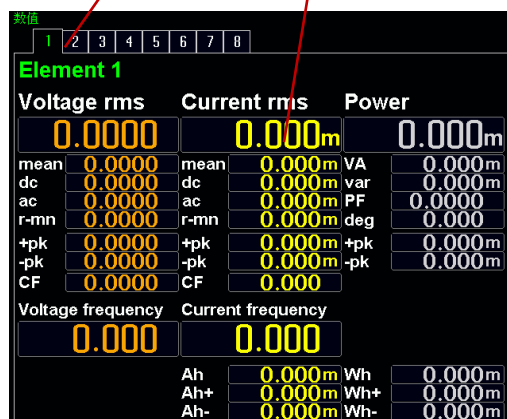 数值
1 2 3 4 5 6 7 8
Element 1
Voltage rms Current rms Power
0.0000 0.000m 0.000m
mean 0.0000 mean 0.000m VA 0.000m
dc 0.0000 dc 0.000m var 0.000m
ac 0.0000 ac 0.000m PF 0.0000
r-mn 0.0000 r-mn 0.000m deg 0.000m
+pk 0.0000 +pk 0.000m +pk 0.000m
-pk 0.0000 -pk 0.000m -pk 0.000m
CF 0.0000 CF 0.000
Voltage frequency Current frequency
0.000 0.000
Ah 0.000m Wh 0.000m
Ah+ 0.000m Wh+ 0.000m
Ah- 0.000m Wh- 0.000m